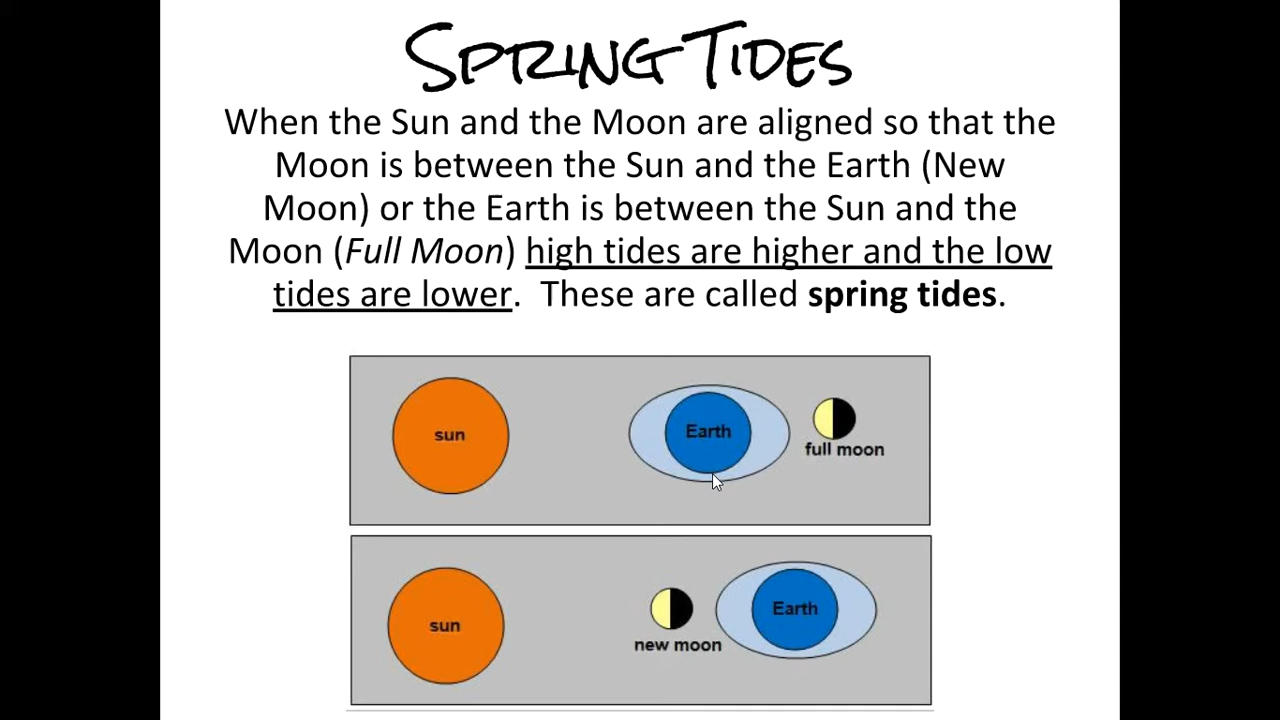 SPRING TIDES
When the Sun and the Moon are aligned so that the
Moon is between the Sun and the Earth (New
Moon) or the Earth is between the Sun and the
Moon (Full Moon) high tides are higher and the low
tides are lower. These are called spring tides.
sun
Earth
full moon
sun
new moon
Earth